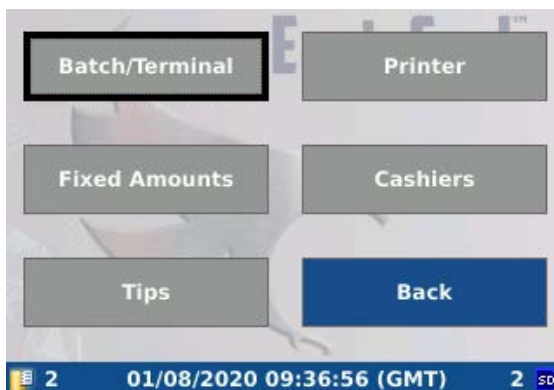 Batch/Terminal
Printer
Fixed Amounts
Cashiers
Tips
Back
2
01/08/2020 09:36:56 (GMT)
2